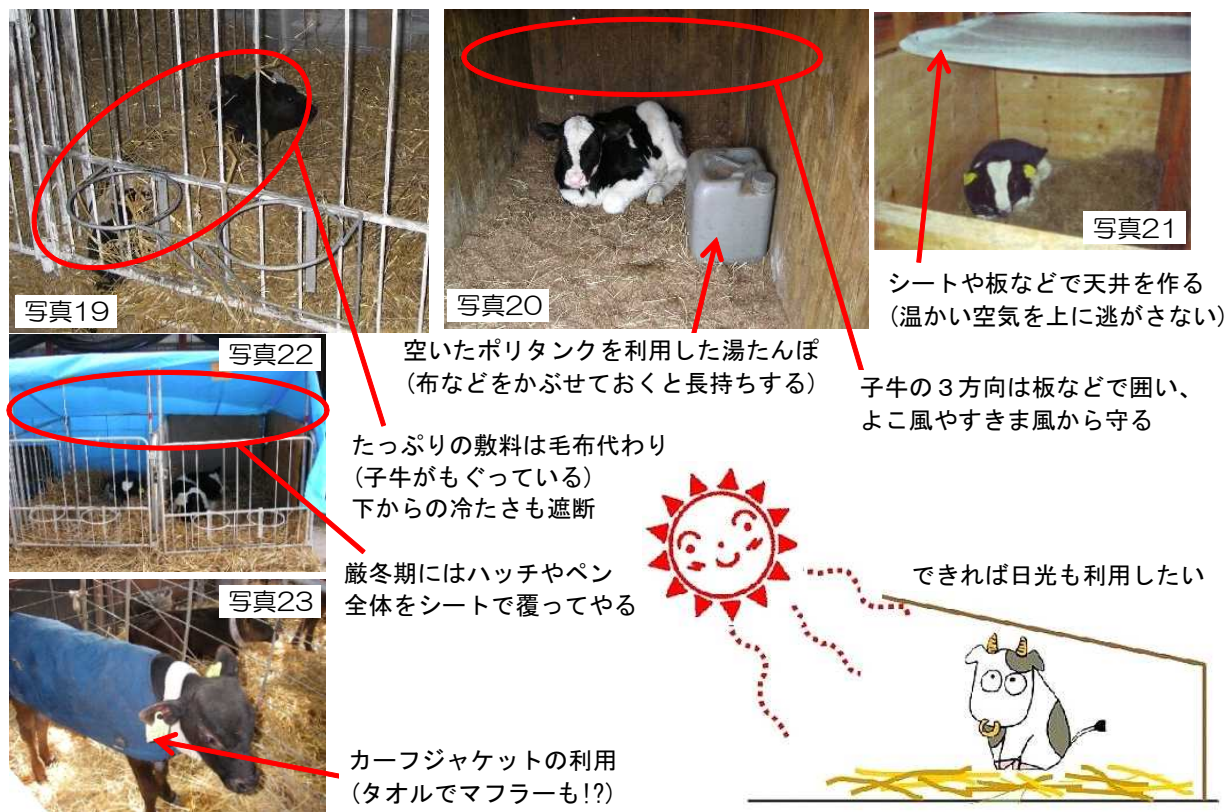 写真19
写真20
写真21
シートや板などで天井を作る
(温かい空気を上に逃がさない)
空いたポリタンクを利用した湯たんぽ
(布などをかぶせておくと長持ちする)
子牛の3方向は板などで囲い、
よこ風やすきま風から守る
写真22
たっぷりの敷料は毛布代わり
(子牛がもぐっている)
下からの冷たさも遮断
厳冬期にはハッチやペン
全体をシートで覆ってやる
できれば日光も利用したい
写真23
カーフジャケットの利用
(タオルでマフラーも!?)